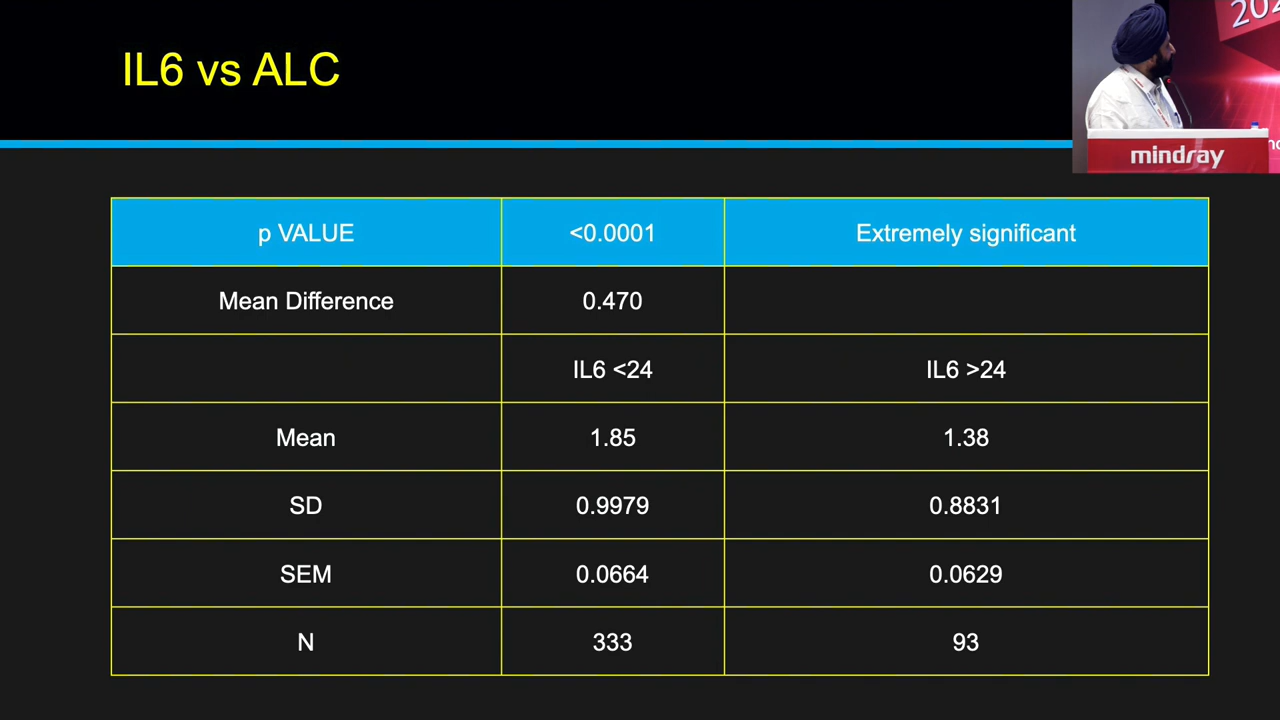 IL6 vs ALC
202
mindray
p VALUE <0.0001 Extremely significant
Mean Difference 0.470
IL6 <24 IL6 >24
Mean 1.85 1.38
SD 0.9979 0.8831
SEM 0.0664 0.0629
N 333 93